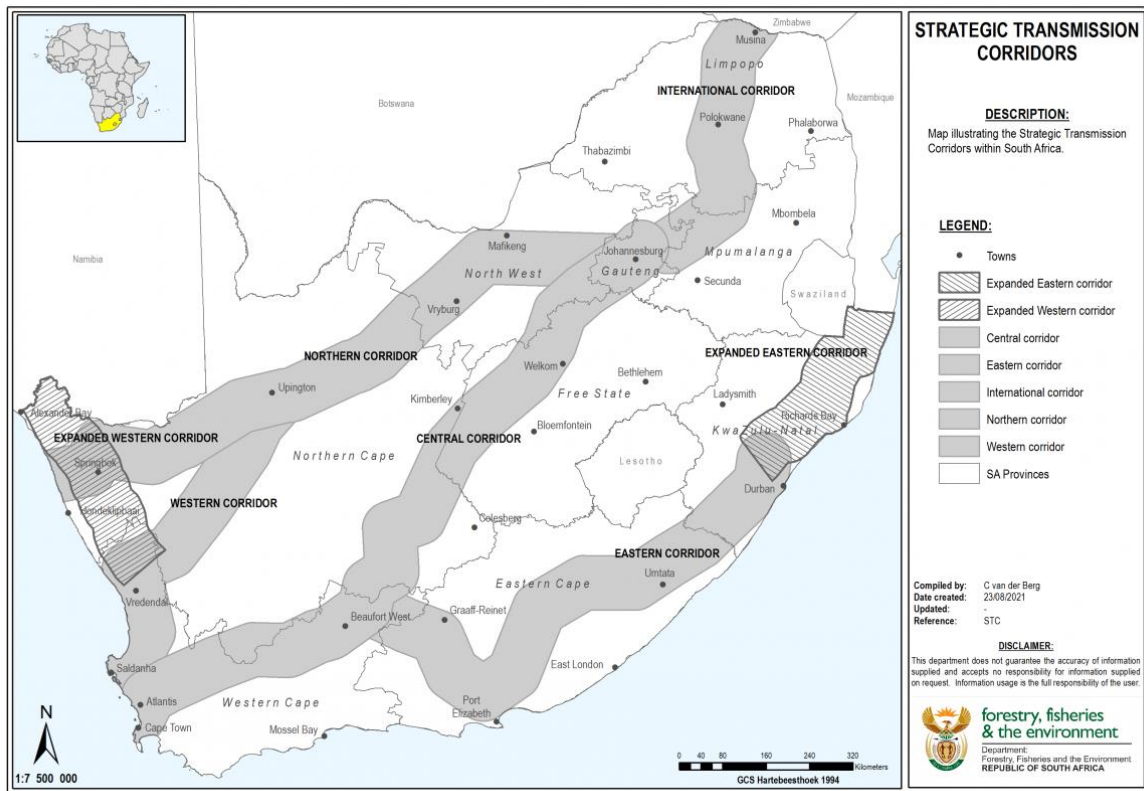 STRATEGIC TRANSMISSION
CORRIDORS
DESCRIPTION:
Map illustrating the Strategic Transmission
Corridors within South Africa.
LEGEND:
Towns
Expanded Eastern corridor
Expanded Western corridor
Central corridor
Eastern corridor
International corridor
Northern corridor
Western corridor
SA Provinces
Compiled by: C van der Berg
Date created: 23/08/2021
Updated: -
Reference: STC
DISCLAIMER:
This department does not guarantee the accuracy of information
supplied and accepts no responsibility for information supplied
on request. Information usage is the full responsibility of the user.
forestry, fisheries
& the environment
Department:
Forestry, Fisheries and the Environment
REPUBLIC OF SOUTH AFRICA
Zimbabwe
Musina
Limpopo
INTERNATIONAL CORRIDOR
Botswana
Mozambique
Polokwane
Phalaborwa
Thabazimbi
Mbombela
Mafikeng
Johannesburg
Mpumalanga
Namibia
North West
Gauteng
Secunda
Swaziland
Vryburg
NORTHERN CORRIDOR
EXPANDED EASTERN CORRIDOR
Welkom
Bethlehem
Upington
Free State
Kimberley
Ladysmith
Alexander Bay
Richards Bay
KwaZulu-Natal
EXPANDED WESTERN CORRIDOR
CENTRAL CORRIDOR
Bloemfontein
Northern Cape
Lesotho
Springbok
Durban
WESTERN CORRIDOR
Hondeklipbaai
Colesberg
EASTERN CORRIDOR
Eastern Cape
Umtata
Vredendal
Graaff-Reinet
Beaufort West
East London
Saldanha
Western Cape
Port
Elizabeth
Atlantis
Cape Town
Mossel Bay
N
1:7 500 000
0 40 80 160 240 320
Kilometers
GCS Hartebeesthoek 1994